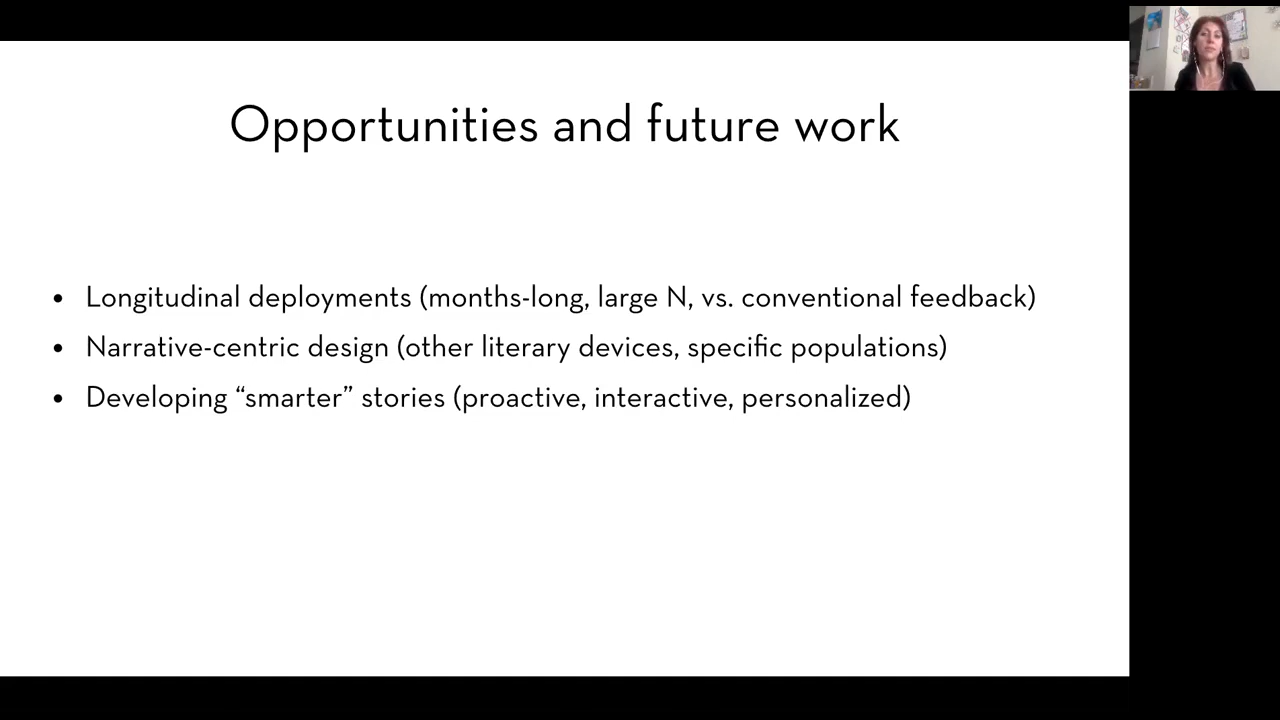 Opportunities and future work
• Longitudinal deployments (months-long, large N, vs. conventional feedback)
• Narrative-centric design (other literary devices, specific populations)
• Developing “smarter” stories (proactive, interactive, personalized)